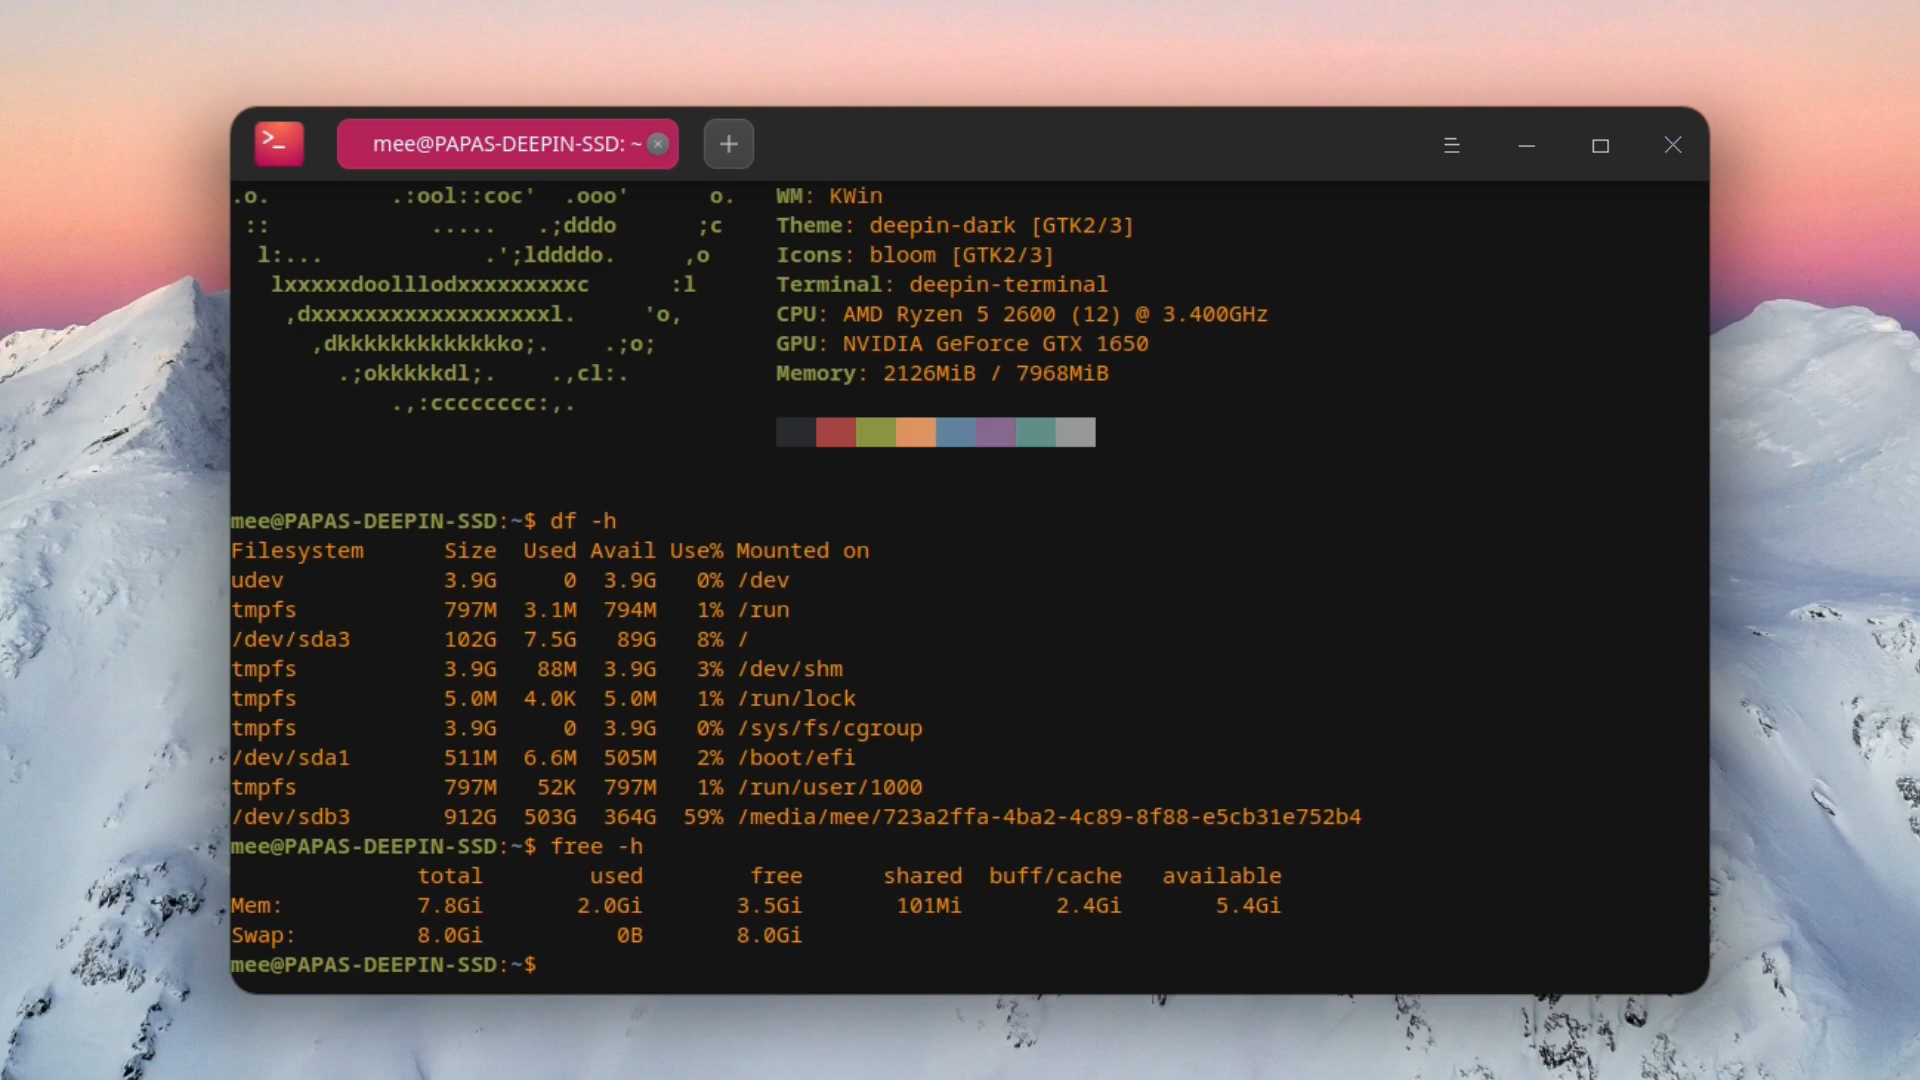 >_ mee@PAPAS-DEEPIN-SSD: ~
.o.          .:ool::coc'  .ooo'      o.   WM: KWin
 ::            .....   .;dddo      ;c    Theme: deepin-dark [GTK2/3]
  l:...            .';lddddo.     ,o     Icons: bloom [GTK2/3]
   lxxxxxdoolllodxxxxxxxxxc      :l      Terminal: deepin-terminal
    ,dxxxxxxxxxxxxxxxxxxl.     'o,       CPU: AMD Ryzen 5 2600 (12) @ 3.400GHz
      ,dkkkkkkkkkkkkko;.    .;o;         GPU: NVIDIA GeForce GTX 1650
        .;okkkkkdl;.    .,cl:.           Memory: 2126MiB / 7968MiB
            .,:cccccccc:,.
mee@PAPAS-DEEPIN-SSD:~$ df -h
Filesystem      Size  Used Avail Use% Mounted on
udev            3.9G     0  3.9G   0% /dev
tmpfs           797M  3.1M  794M   1% /run
/dev/sda3       102G  7.5G   89G   8% /
tmpfs           3.9G   88M  3.9G   3% /dev/shm
tmpfs           5.0M  4.0K  5.0M   1% /run/lock
tmpfs           3.9G     0  3.9G   0% /sys/fs/cgroup
/dev/sda1       511M  6.6M  505M   2% /boot/efi
tmpfs           797M   52K  797M   1% /run/user/1000
/dev/sdb3       912G  503G  364G  59% /media/mee/723a2ffa-4ba2-4c89-8f88-e5cb31e752b4
mee@PAPAS-DEEPIN-SSD:~$ free -h
              total        used        free      shared  buff/cache   available
Mem:          7.8Gi       2.0Gi       3.5Gi       101Mi       2.4Gi       5.4Gi
Swap:         8.0Gi          0B       8.0Gi
mee@PAPAS-DEEPIN-SSD:~$